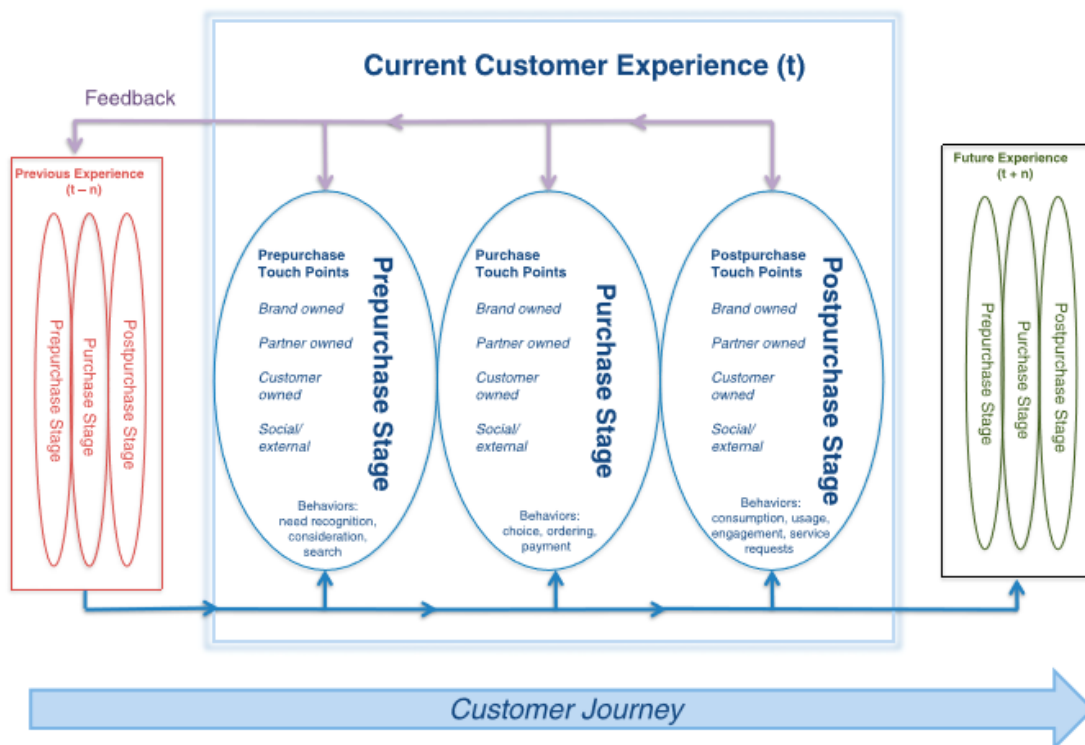 Current Customer Experience (t)
Feedback
Previous Experience
(t – n)
Prepurchase Stage
Purchase Stage
Postpurchase Stage
Prepurchase
Touch Points
Brand owned
Partner owned
Customer
owned
Social/
external
Prepurchase Stage
Behaviors:
need recognition,
consideration,
search
Purchase
Touch Points
Brand owned
Partner owned
Customer
owned
Social/
external
Purchase Stage
Behaviors:
choice, ordering,
payment
Postpurchase
Touch Points
Brand owned
Partner owned
Customer
owned
Social/
external
Postpurchase Stage
Behaviors:
consumption, usage,
engagement, service
requests
Future Experience
(t + n)
Prepurchase Stage
Purchase Stage
Postpurchase Stage
Customer Journey